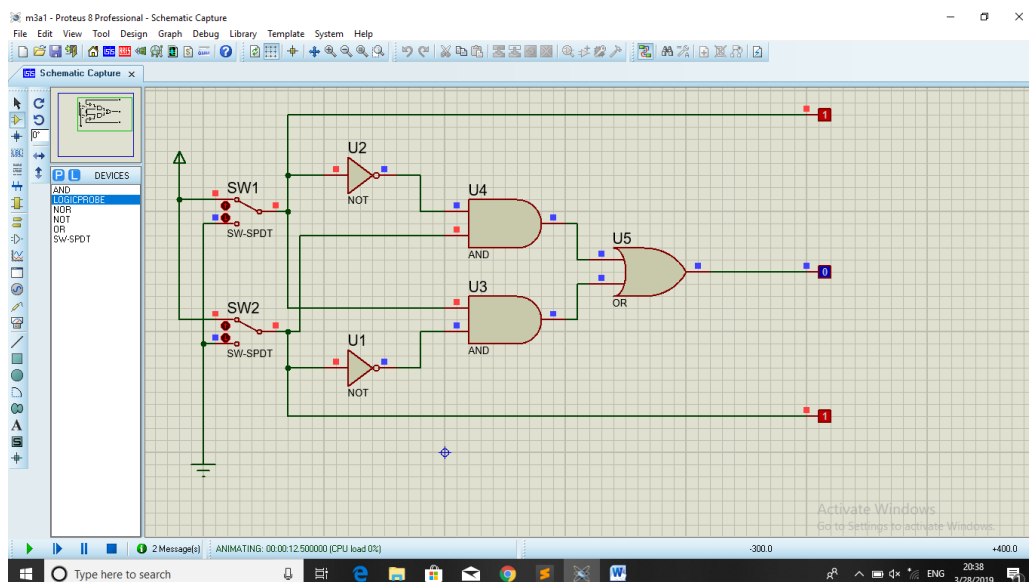 m3a1 - Proteus 8 Professional - Schematic Capture
File Edit View Tool Design Graph Debug Library Template System Help
Schematic Capture x
0°
P L DEVICES
AND
LOGICPROBE
NOR
NOT
OR
SW-SPDT
1
U2
NOT
SW1
SW-SPDT
U4
AND
U5
OR
0
SW2
SW-SPDT
U3
AND
U1
NOT
1
Activate Windows
Go to Settings to activate Windows.
2 Message(s) ANIMATING: 00:00:12.500000 (CPU load 0%) -300.0 +400.0
Type here to search
ENG
20:38
3/28/2019